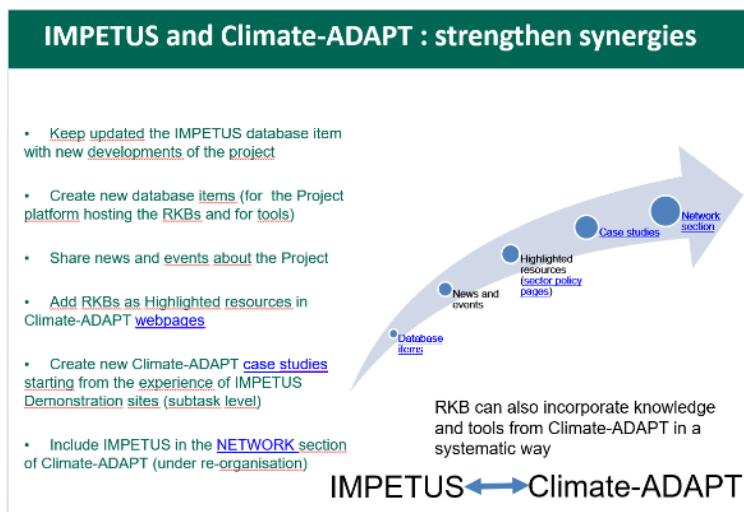 IMPETUS and Climate-ADAPT : strengthen synergies
• Keep updated the IMPETUS database item
with new developments of the project
• Create new database items (for the Project
platform hosting the RKBs and for tools)
• Share news and events about the Project
• Add RKBs as Highlighted resources in
Climate-ADAPT webpages
• Create new Climate-ADAPT case studies
starting from the experience of IMPETUS
Demonstration sites (subtask level)
• Include IMPETUS in the NETWORK section
of Climate-ADAPT (under re-organisation)
Database
items
News and
events
Highlighted
resources
(sector policy
pages)
Case studies
Network
section
RKB can also incorporate knowledge
and tools from Climate-ADAPT in a
systematic way
IMPETUS Climate-ADAPT